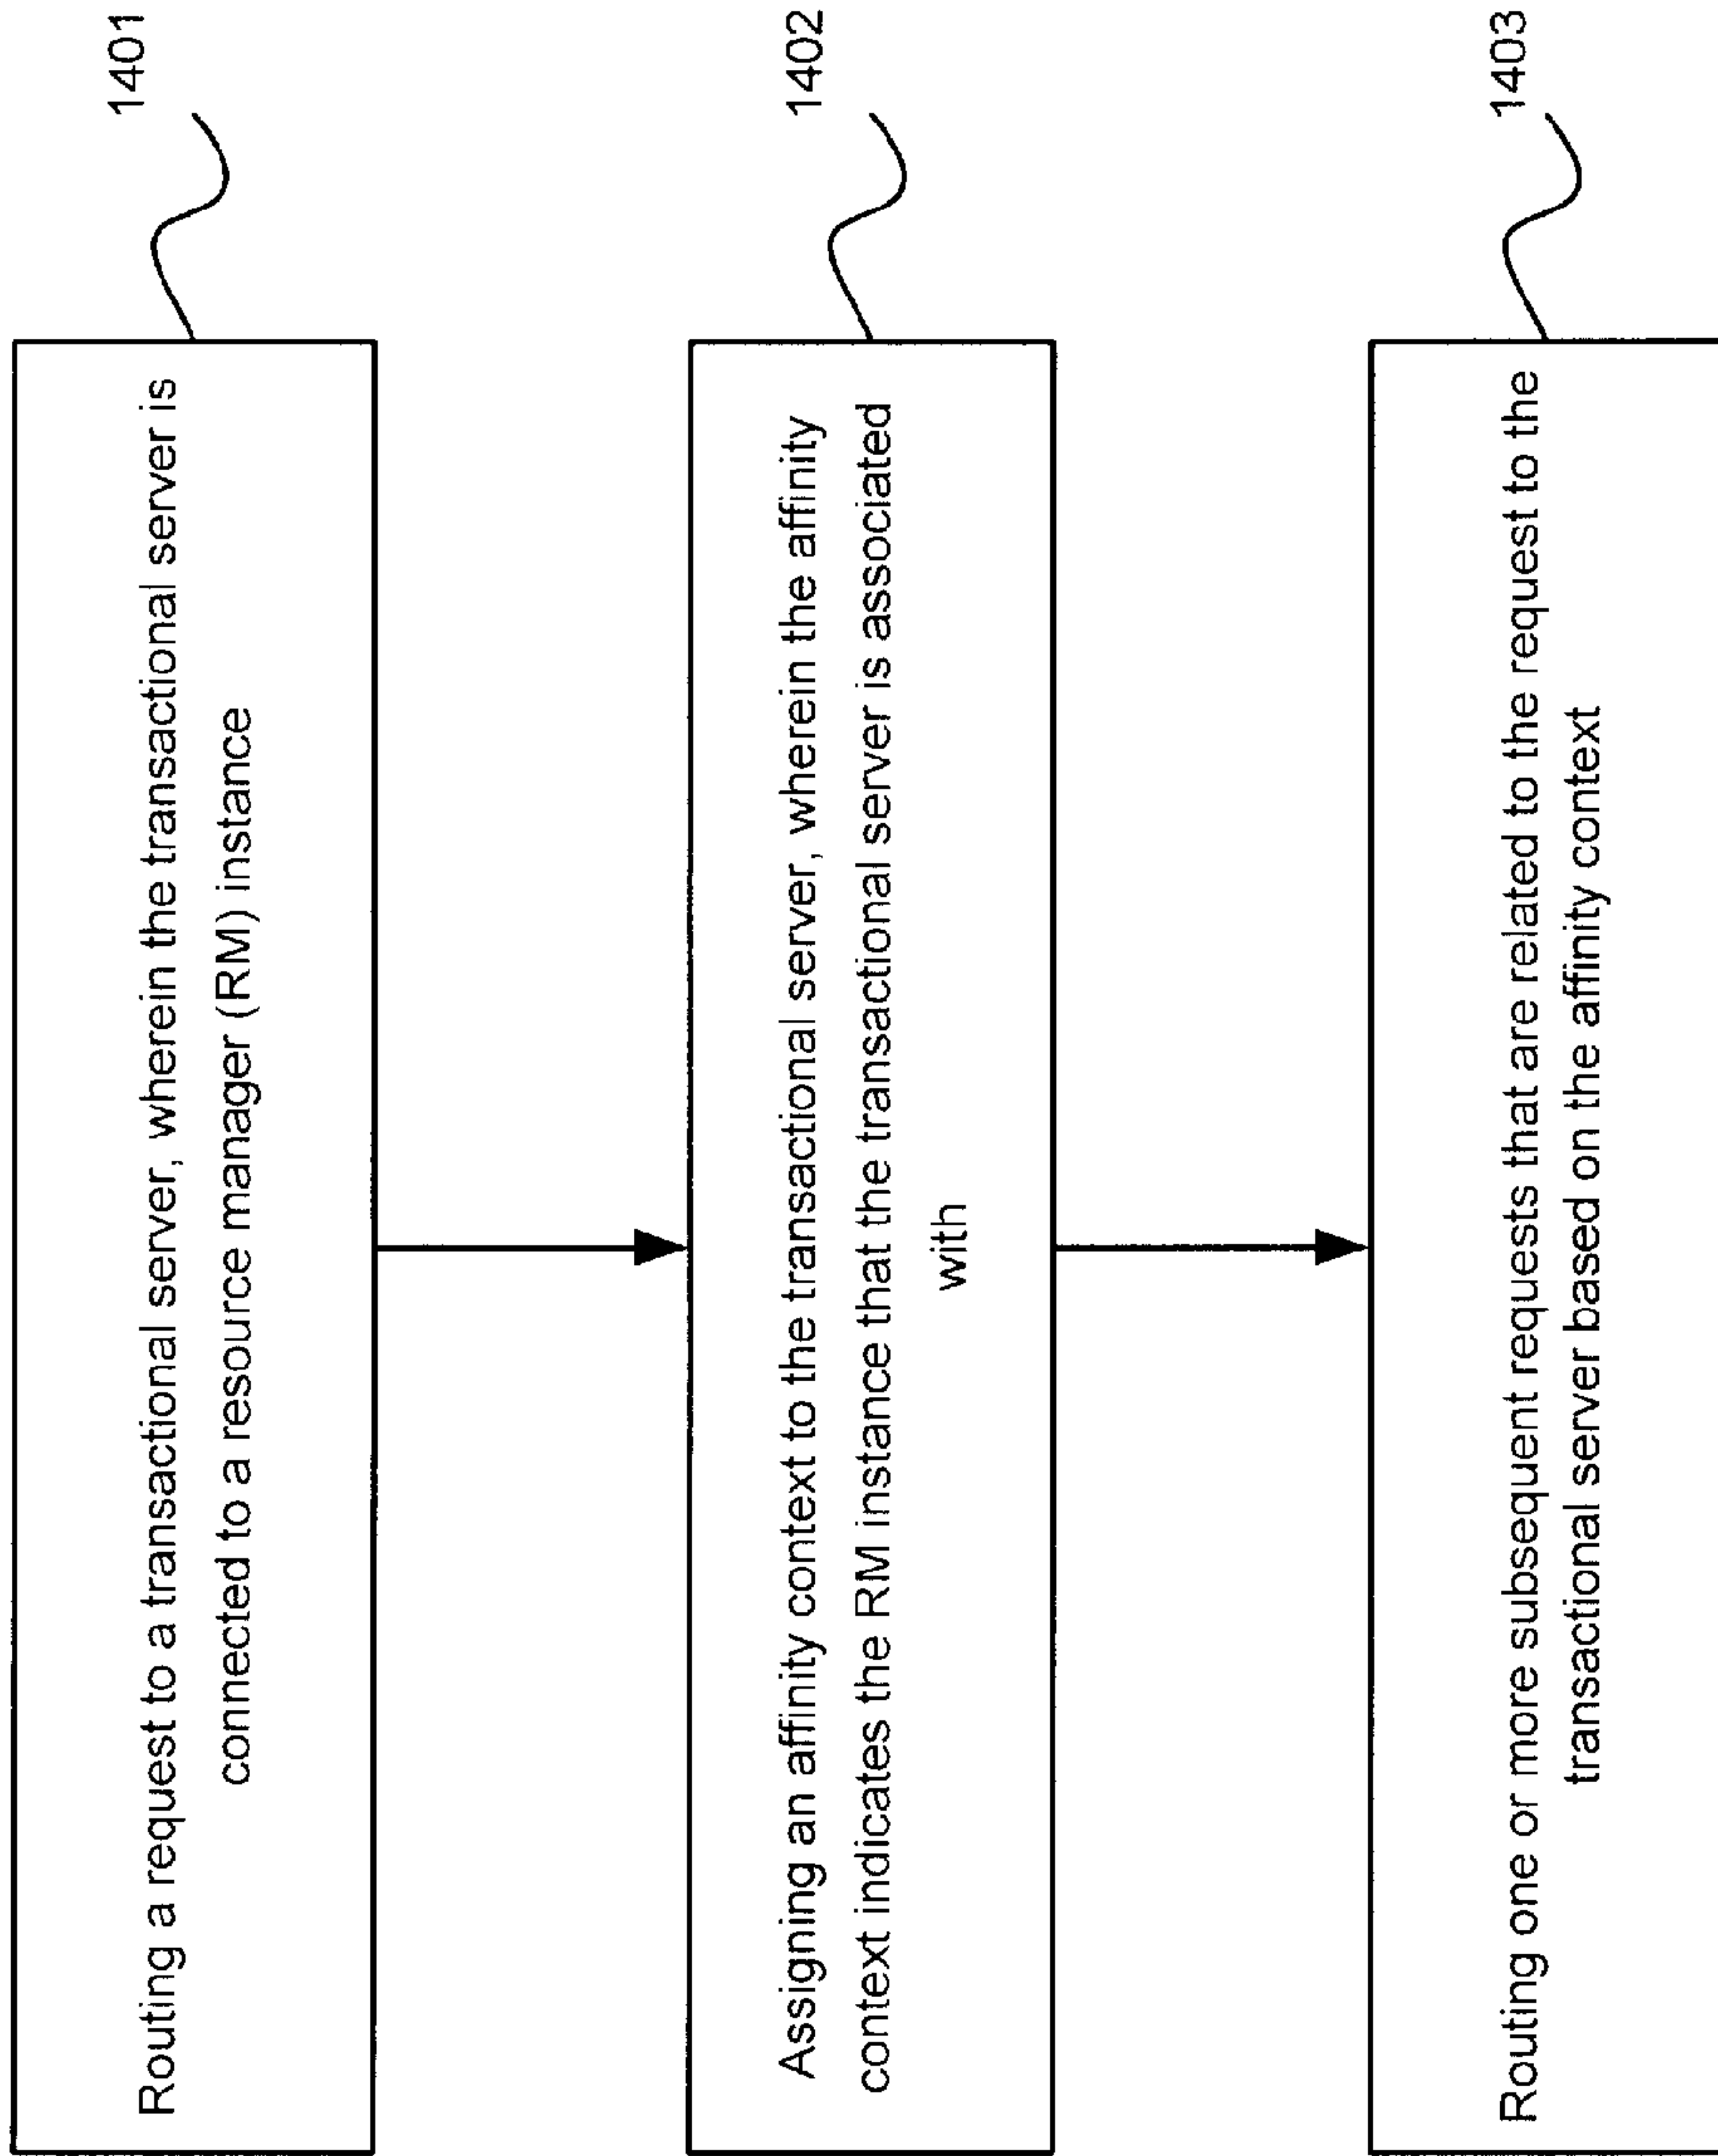 Routing a request to a transactional server, wherein the transactional server is
connected to a resource manager (RM) instance
1401
Assigning an affinity context to the transactional server, wherein the affinity
context indicates the RM instance that the transactional server is associated
with
1402
Routing one or more subsequent requests that are related to the request to the
transactional server based on the affinity context
1403